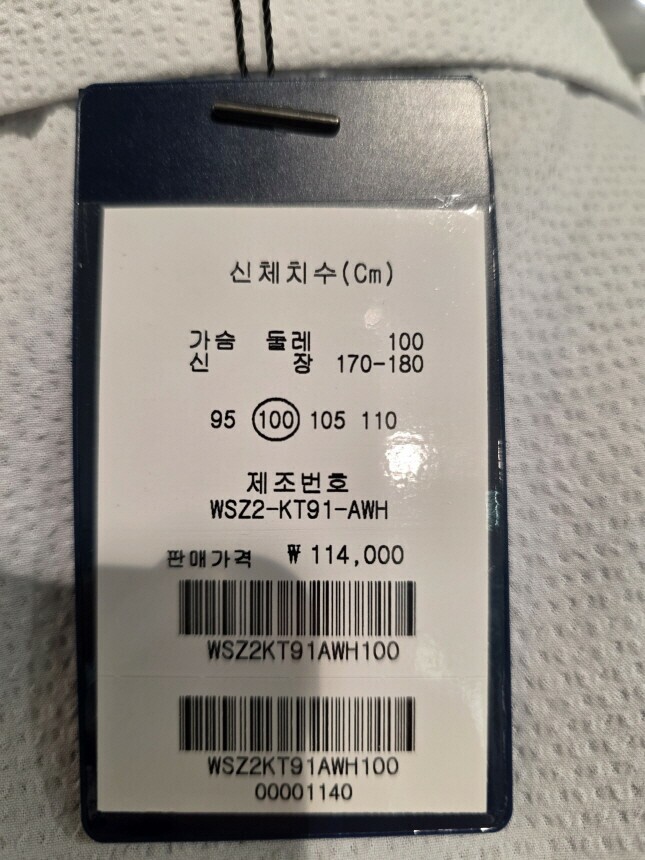 신체치수(Cm)
가슴 둘레 100
신 장 170-180
95 100 105 110
제조번호
WSZ2-KT91-AWH
판매가격 ₩ 114,000
WSZ2KT91AWH100
WSZ2KT91AWH100
00001140